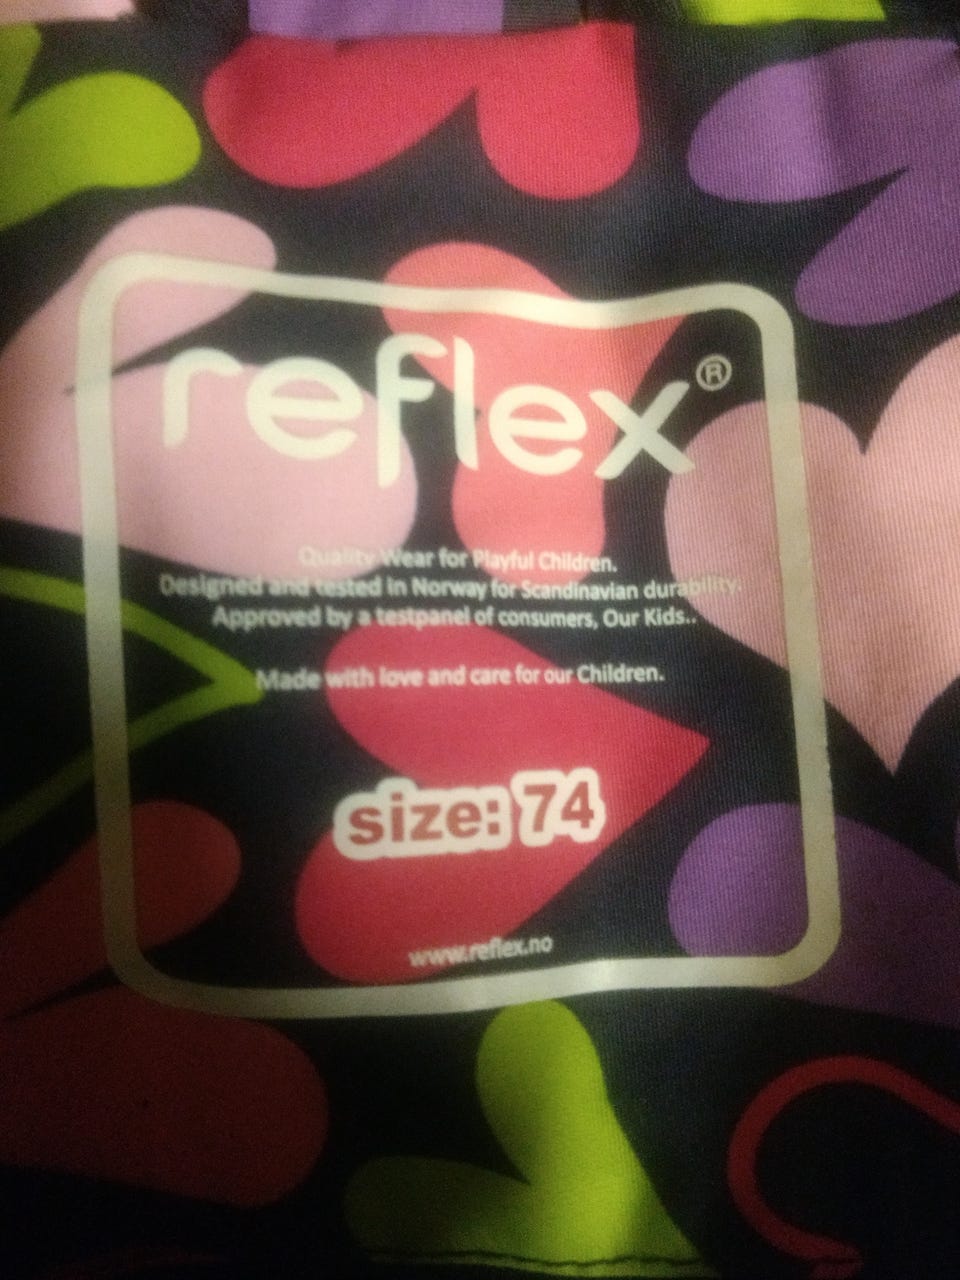 reflex®
Quality Wear for Playful Children.
Designed and tested in Norway for Scandinavian durability.
Approved by a testpanel of consumers, Our Kids..
Made with love and care for our Children.
size: 74
www.reflex.no